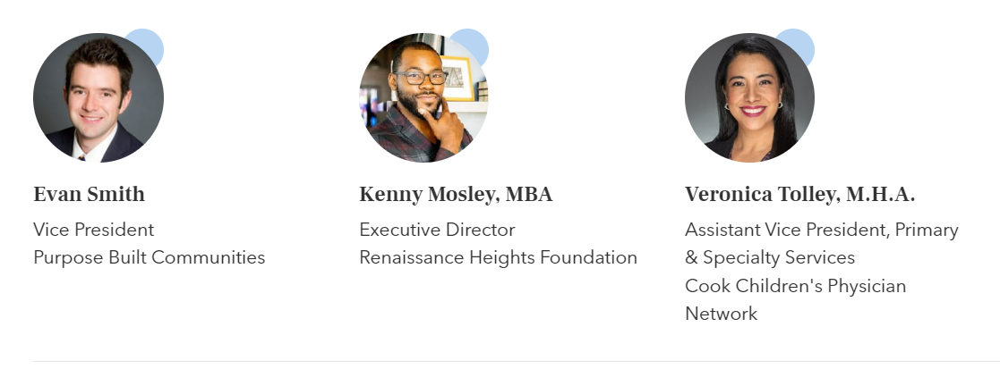 Evan Smith
Vice President
Purpose Built Communities
Kenny Mosley, MBA
Executive Director
Renaissance Heights Foundation
Veronica Tolley, M.H.A.
Assistant Vice President, Primary
& Specialty Services
Cook Children's Physician
Network